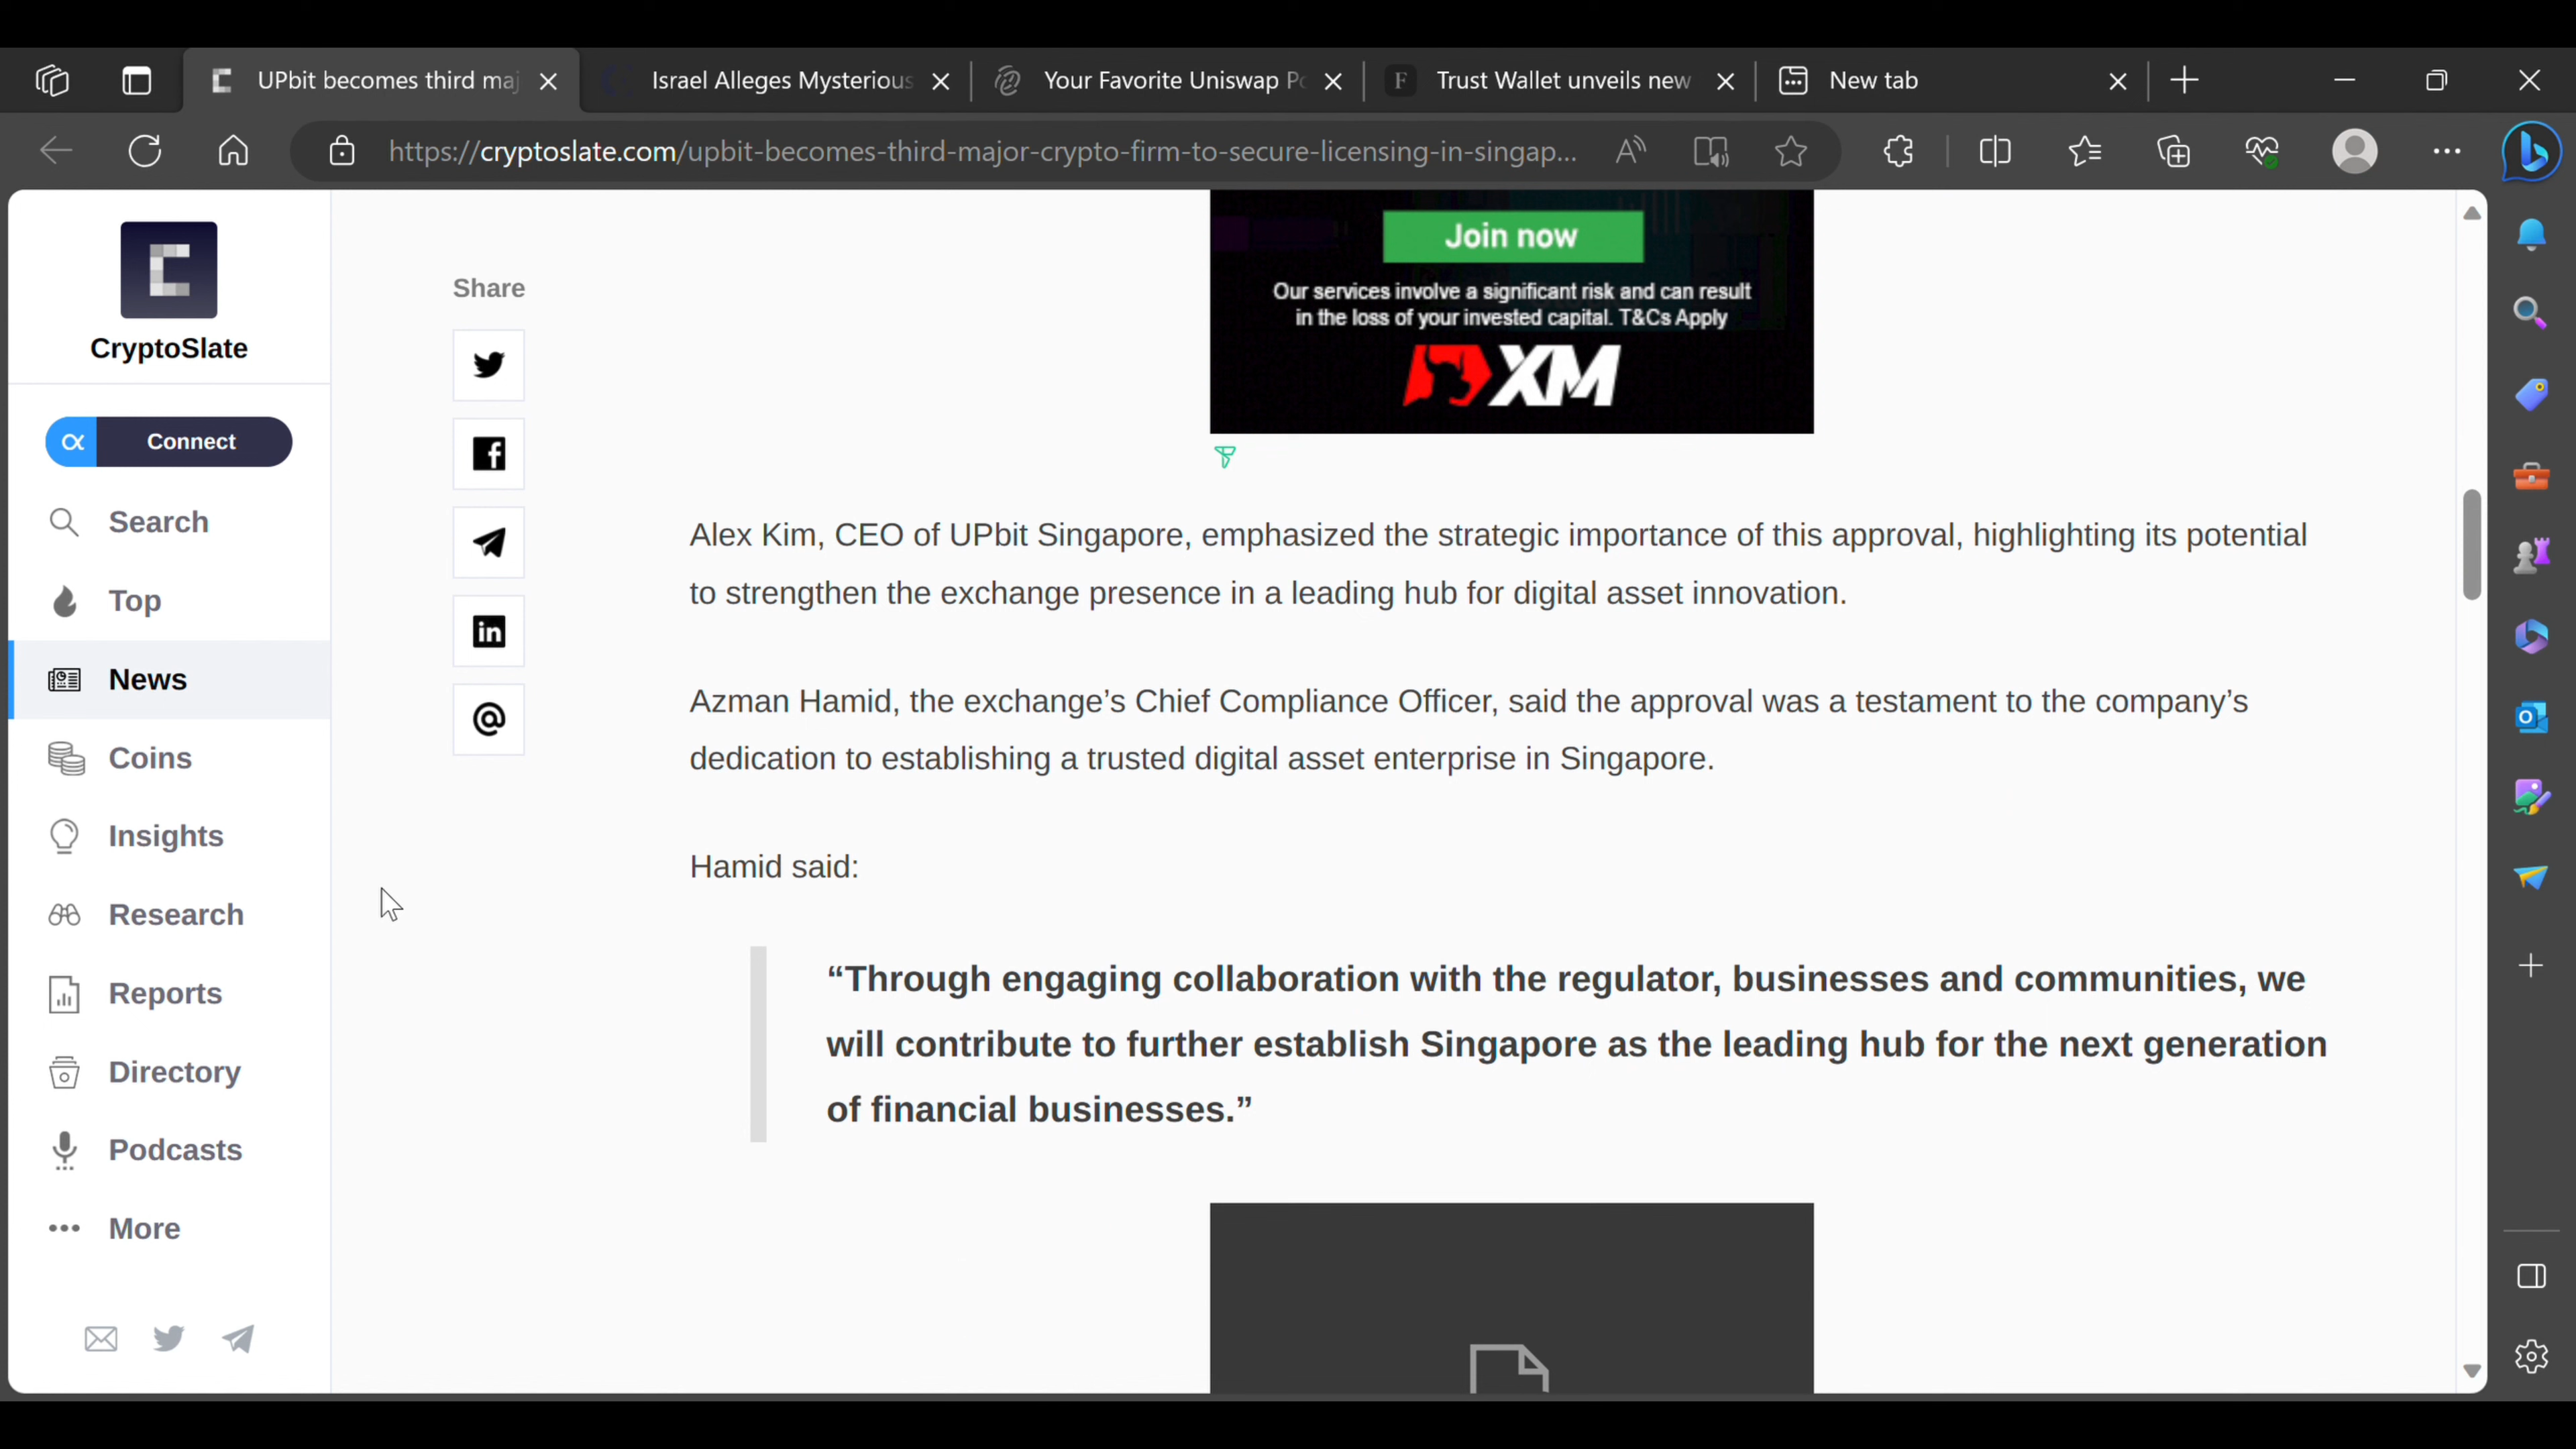 UPbit becomes third maj
Israel Alleges Mysterious
Your Favorite Uniswap Po
Trust Wallet unveils new
New tab
https://cryptoslate.com/upbit-becomes-third-major-crypto-firm-to-secure-licensing-in-singap...
CryptoSlate
Connect
Search
Top
News
Coins
Insights
Research
Reports
Directory
Podcasts
More
Share
Join now
Our services involve a significant risk and can result
in the loss of your invested capital. T&Cs Apply
XM
Alex Kim, CEO of UPbit Singapore, emphasized the strategic importance of this approval, highlighting its potential
to strengthen the exchange presence in a leading hub for digital asset innovation.
Azman Hamid, the exchange’s Chief Compliance Officer, said the approval was a testament to the company’s
dedication to establishing a trusted digital asset enterprise in Singapore.
Hamid said:
“Through engaging collaboration with the regulator, businesses and communities, we
will contribute to further establish Singapore as the leading hub for the next generation
of financial businesses.”